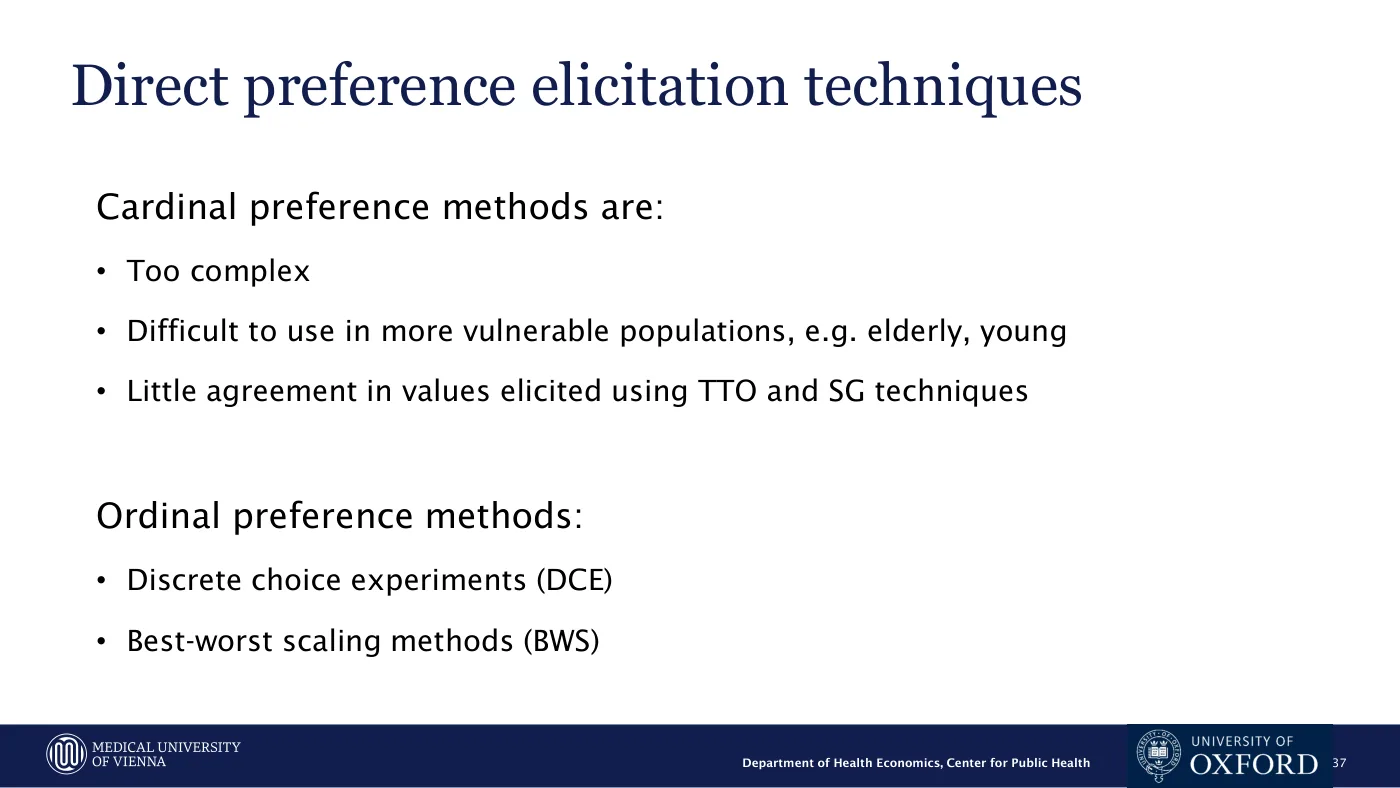 Direct preference elicitation techniques
Cardinal preference methods are:
• Too complex
• Difficult to use in more vulnerable populations, e.g. elderly, young
• Little agreement in values elicited using TTO and SG techniques
Ordinal preference methods:
• Discrete choice experiments (DCE)
• Best-worst scaling methods (BWS)
MEDICAL UNIVERSITY
OF VIENNA
Department of Health Economics, Center for Public Health
UNIVERSITY OF
OXFORD
37